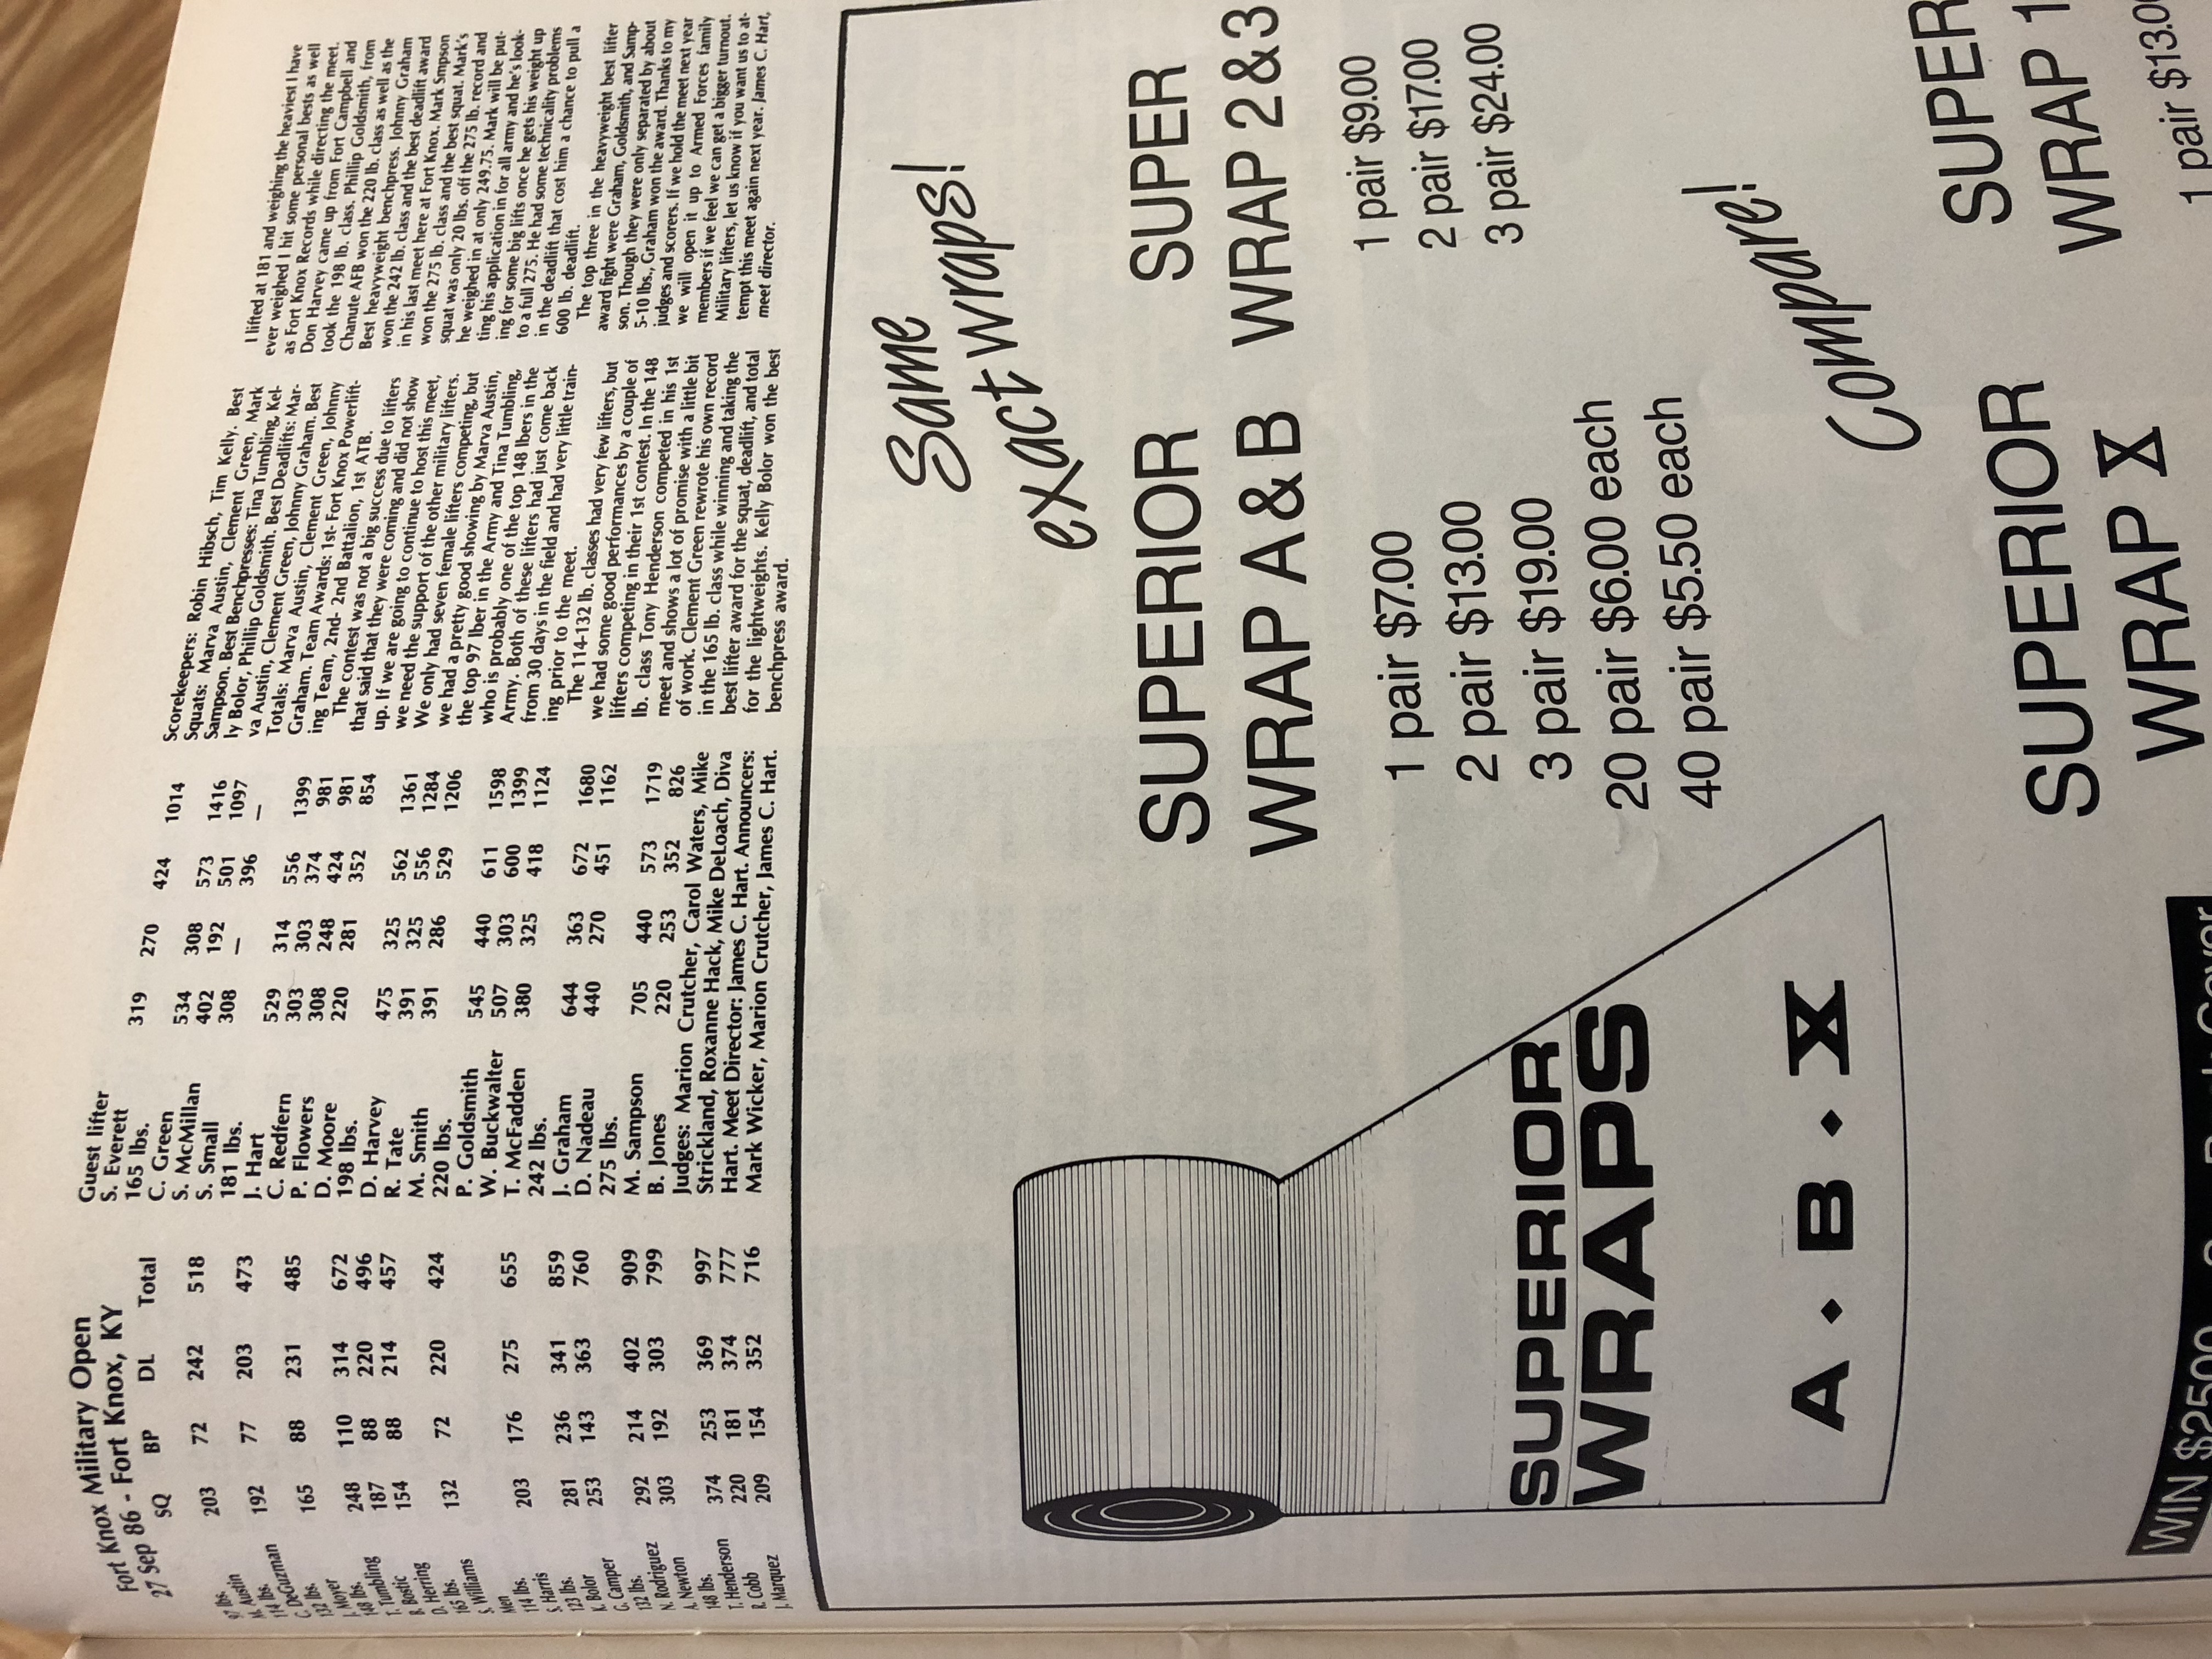 Fort Knox Military Open
27 Sep 86 - Fort Knox, KY
SQ BP DL Total
97 lbs.
M. Austin 203 72 242 518
114 lbs.
C. DeGuzman 192 77 203 473
132 lbs.
J. Moyer 165 88 231 485
148 lbs.
T. Tumbling 248 110 314 672
B. Bostic 187 88 220 496
D. Herring 154 88 214 457
165 lbs.
S. Williams 132 72 220 424
Men
114 lbs.
S. Harris 203 176 275 655
123 lbs.
K. Bolor 281 236 341 859
G. Camper 253 143 363 760
132 lbs.
N. Rodriguez 292 214 402 909
A. Newton 303 192 303 799
148 lbs.
T. Henderson 374 253 369 997
R. Cobb 220 181 374 777
J. Marquez 209 154 352 716
Guest lifter
S. Everett 319 270 424 1014
165 lbs.
C. Green 534 308 573 1416
S. McMillan 402 192 501 1097
S. Small 308 — 396 —
181 lbs.
J. Hart 529 314 556 1399
C. Redfern 303 303 374 981
P. Flowers 308 248 424 981
D. Moore 220 281 352 854
198 lbs.
D. Harvey 475 325 562 1361
R. Tate 391 325 556 1284
M. Smith 391 286 529 1206
220 lbs.
P. Goldsmith 545 440 611 1598
W. Buckwalter 507 303 600 1399
T. McFadden 380 325 418 1124
242 lbs.
J. Graham 644 363 672 1680
D. Nadeau 440 270 451 1162
275 lbs.
M. Sampson 705 440 573 1719
B. Jones 220 253 352 826
Judges: Marion Crutcher, Carol Waters, Mike
Strickland, Roxanne Hack, Mike DeLoach, Diva
Hart. Meet Director: James C. Hart. Announcers:
Mark Wicker, Marion Crutcher, James C. Hart.
Scorekeepers: Robin Hibsch, Tim Kelly. Best
Squats: Marva Austin, Clement Green, Mark
Sampson. Best Benchpresses: Tina Tumbling, Kel-
ly Bolor, Phillip Goldsmith. Best Deadlifts: Mar-
va Austin, Clement Green, Johnny Graham. Best
Totals: Marva Austin, Clement Green, Johnny
Graham. Team Awards: 1st- Fort Knox Powerlift-
ing Team, 2nd- 2nd Battalion, 1st ATB.
The contest was not a big success due to lifters
that said that they were coming and did not show
up. If we are going to continue to host this meet,
we need the support of the other military lifters.
We only had seven female lifters competing, but
we had a pretty good showing by Marva Austin,
the top 97 lber in the Army and Tina Tumbling,
who is probably one of the top 148 lbers in the
Army. Both of these lifters had just come back
from 30 days in the field and had very little train-
ing prior to the meet.
The 114-132 lb. classes had very few lifters, but
we had some good performances by a couple of
lifters competing in their 1st contest. In the 148
lb. class Tony Henderson competed in his 1st
meet and shows a lot of promise with a little bit
of work. Clement Green rewrote his own record
in the 165 lb. class while winning and taking the
best lifter award for the squat, deadlift, and total
for the lightweights. Kelly Bolor won the best
benchpress award.
I lifted at 181 and weighing the heaviest I have
ever weighed I hit some personal bests as well
as Fort Knox Records while directing the meet.
Don Harvey came up from Fort Campbell and
took the 198 lb. class. Phillip Goldsmith, from
Chanute AFB won the 220 lb. class as well as the
Best heavyweight benchpress. Johnny Graham
won the 242 lb. class and the best deadlift award
in his last meet here at Fort Knox. Mark Smpson
won the 275 lb. class and the best squat. Mark's
squat was only 20 lbs. off the 275 lb. record and
he weighed in at only 249.75. Mark will be put-
ting his application in for all army and he's look-
ing for some big lifts once he gets his weight up
to a full 275. He had some technicality problems
in the deadlift that cost him a chance to pull a
600 lb. deadlift.
The top three in the heavyweight best lifter
award fight were Graham, Goldsmith, and Samp-
son. Though they were only separated by about
5-10 lbs., Graham won the award. Thanks to my
judges and scorers. If we hold the meet next year
we will open it up to Armed Forces family
members if we feel we can get a bigger turnout.
Military lifters, let us know if you want us to at-
tempt this meet again next year. James C. Hart,
meet director.
Same
exact wraps!
SUPERIOR
WRAP A & B
1 pair $7.00
2 pair $13.00
3 pair $19.00
20 pair $6.00 each
40 pair $5.50 each
SUPER
WRAP 2 & 3
1 pair $9.00
2 pair $17.00
3 pair $24.00
SUPERIOR
WRAPS
A • B • X
Compare!
SUPERIOR
WRAP X
SUPER
WRAP 1
1 pair $13.00
WIN $2500